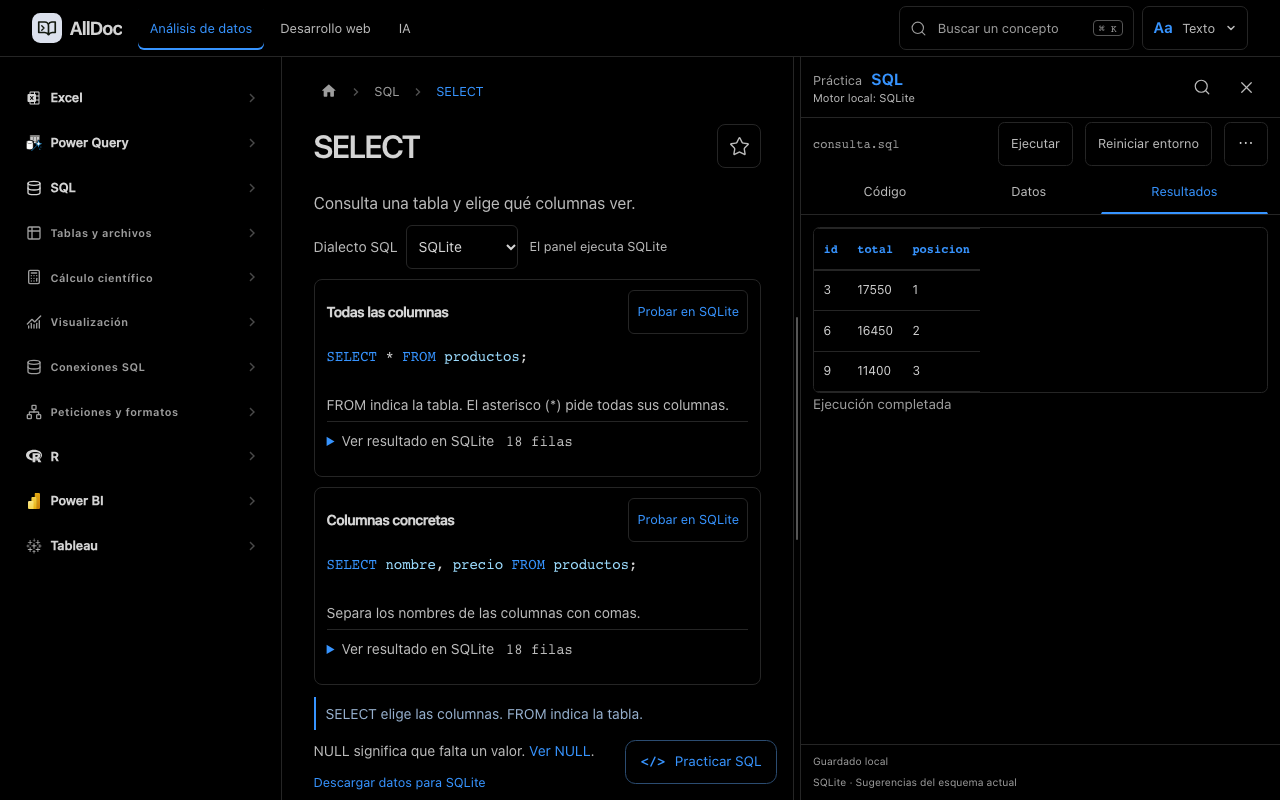 AllDoc
Análisis de datos
Desarrollo web
IA
Buscar un concepto
⌘ K
Aa Texto
Excel
Power Query
SQL
Tablas y archivos
Cálculo científico
Visualización
Conexiones SQL
Peticiones y formatos
R
Power BI
Tableau
SQL
SELECT
SELECT
Consulta una tabla y elige qué columnas ver.
Dialecto SQL SQLite El panel ejecuta SQLite
Todas las columnas Probar en SQLite
SELECT * FROM productos;
FROM indica la tabla. El asterisco (*) pide todas sus columnas.
Ver resultado en SQLite 18 filas
Columnas concretas Probar en SQLite
SELECT nombre, precio FROM productos;
Separa los nombres de las columnas con comas.
Ver resultado en SQLite 18 filas
SELECT elige las columnas. FROM indica la tabla.
NULL significa que falta un valor. Ver NULL.
Descargar datos para SQLite
</> Practicar SQL
Práctica SQL
Motor local: SQLite
consulta.sql Ejecutar Reiniciar entorno ···
Código Datos Resultados
id total posicion
3 17550 1
6 16450 2
9 11400 3
Ejecución completada
Guardado local
SQLite · Sugerencias del esquema actual